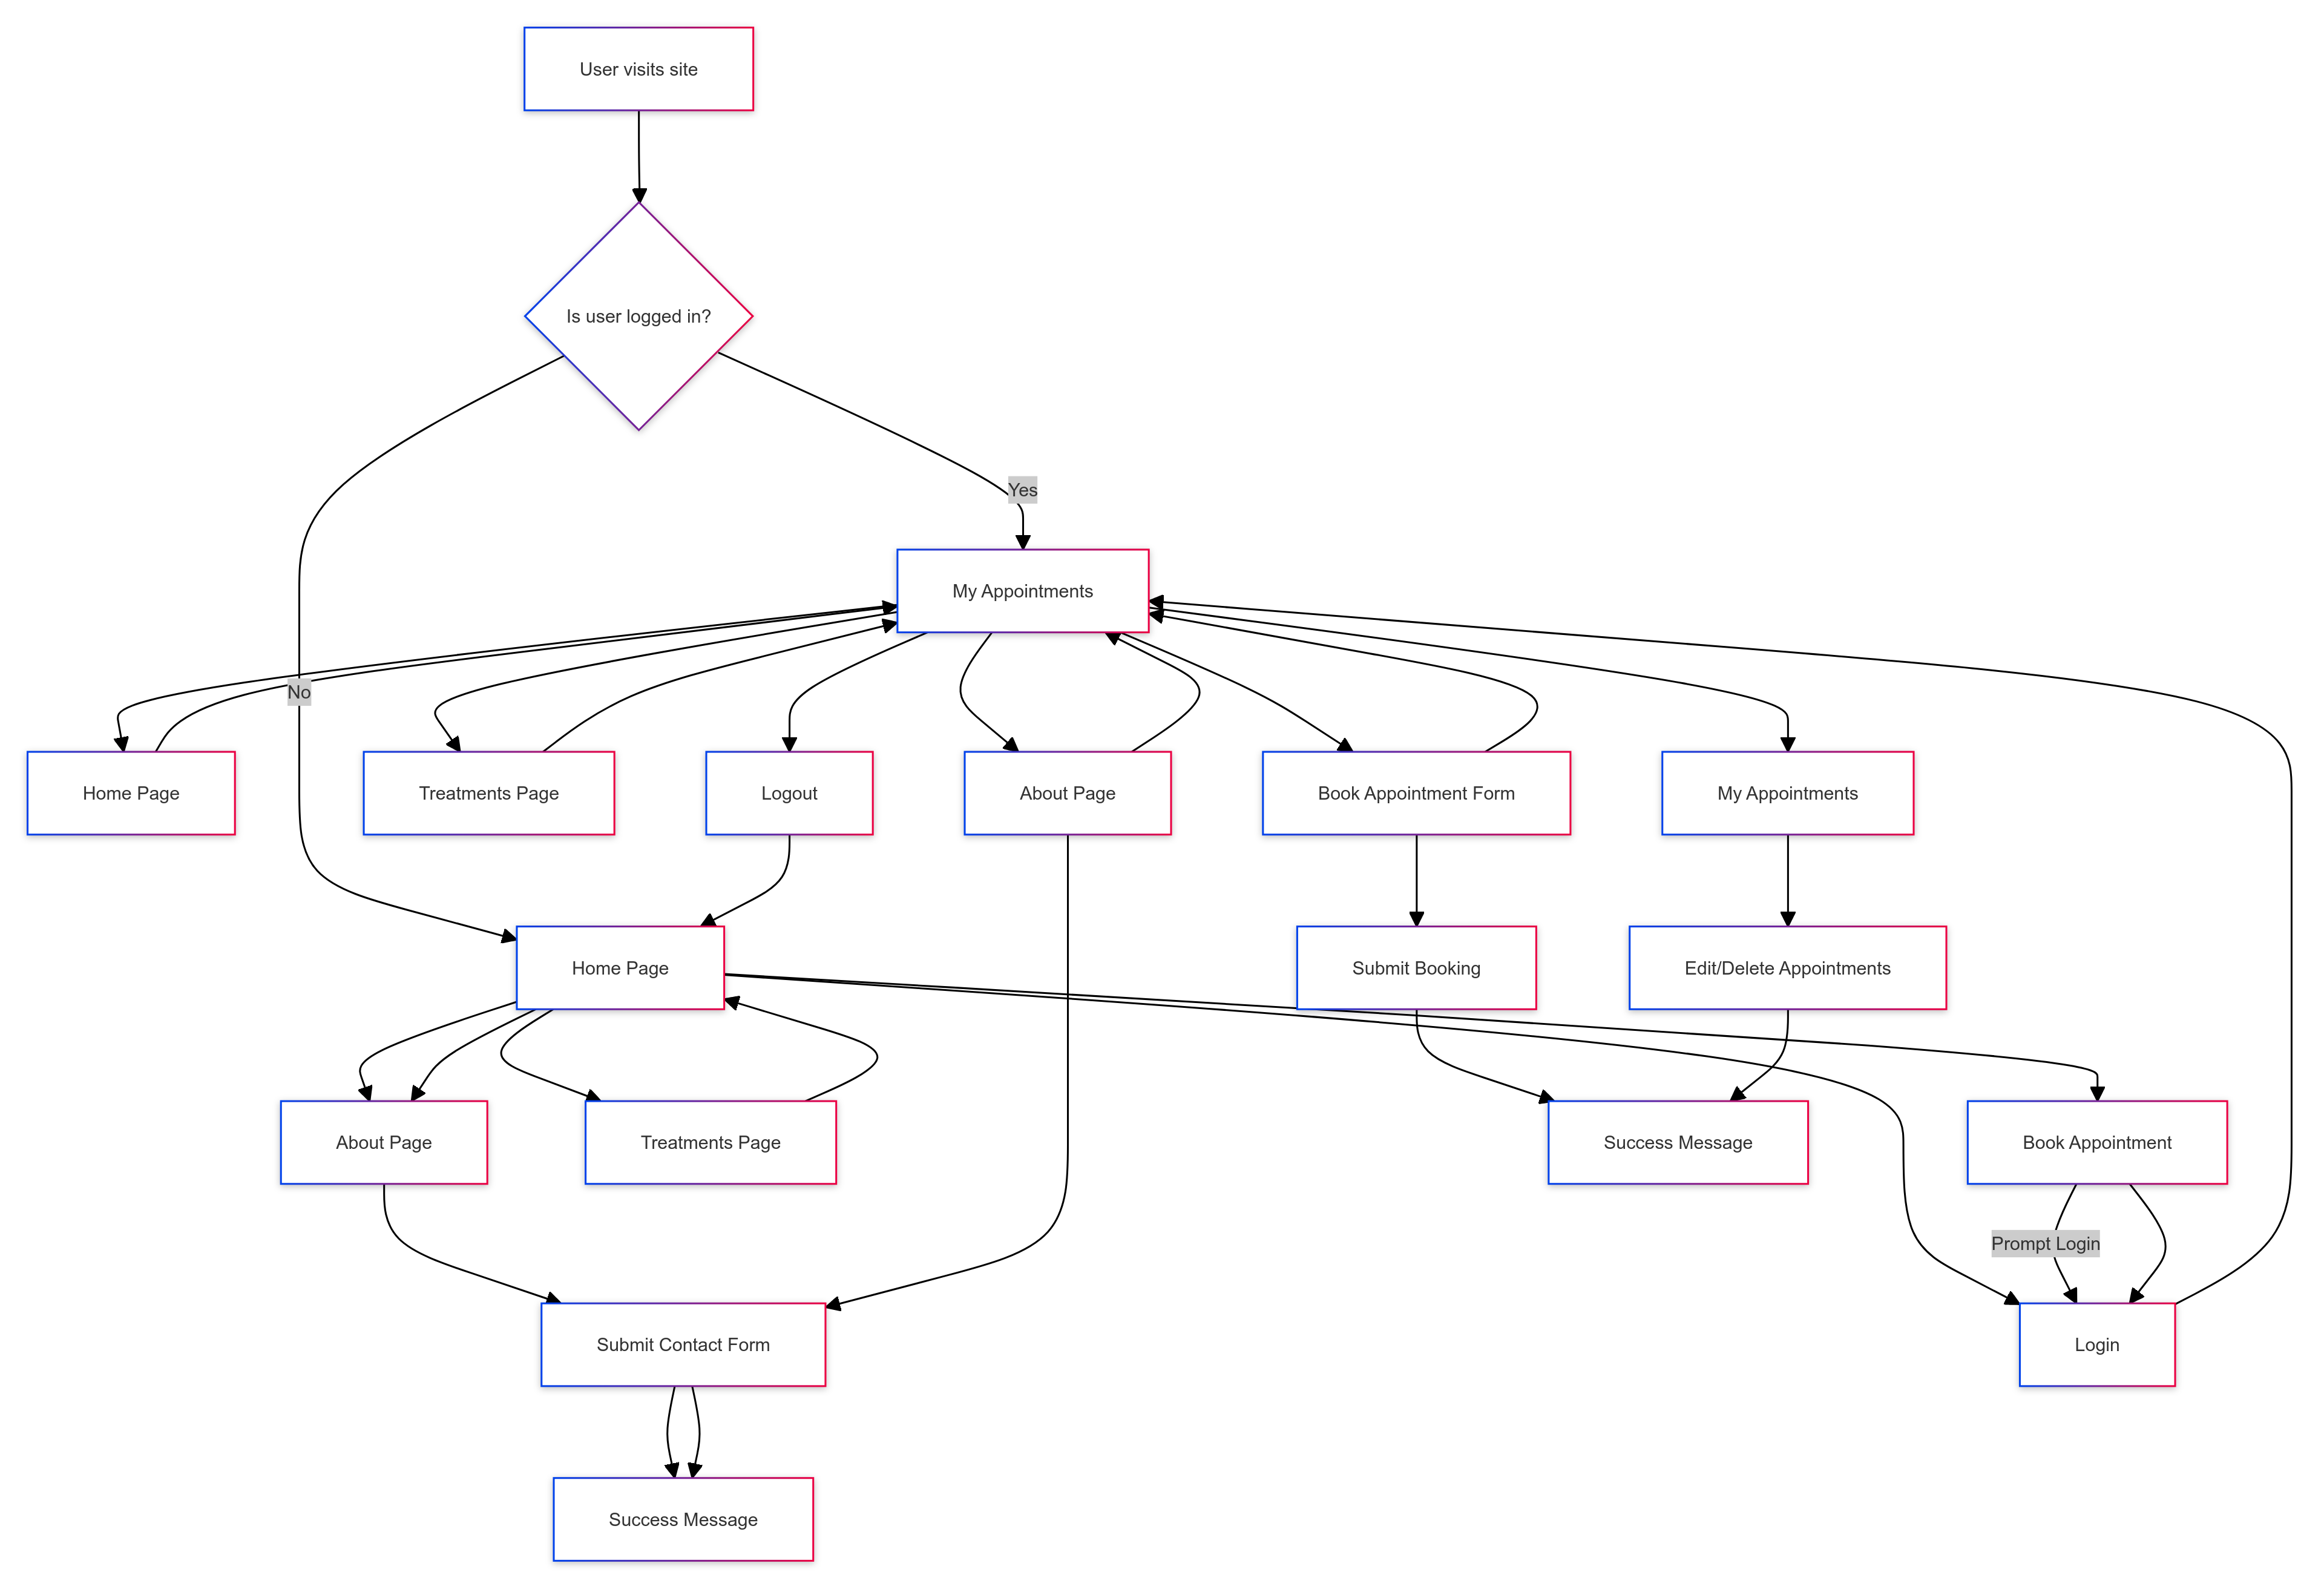 User visits site
Is user logged in?
Yes
My Appointments
No
Home Page
Treatments Page
Logout
About Page
Book Appointment Form
My Appointments
Home Page
Submit Booking
Edit/Delete Appointments
About Page
Treatments Page
Success Message
Book Appointment
Prompt Login
Submit Contact Form
Login
Success Message